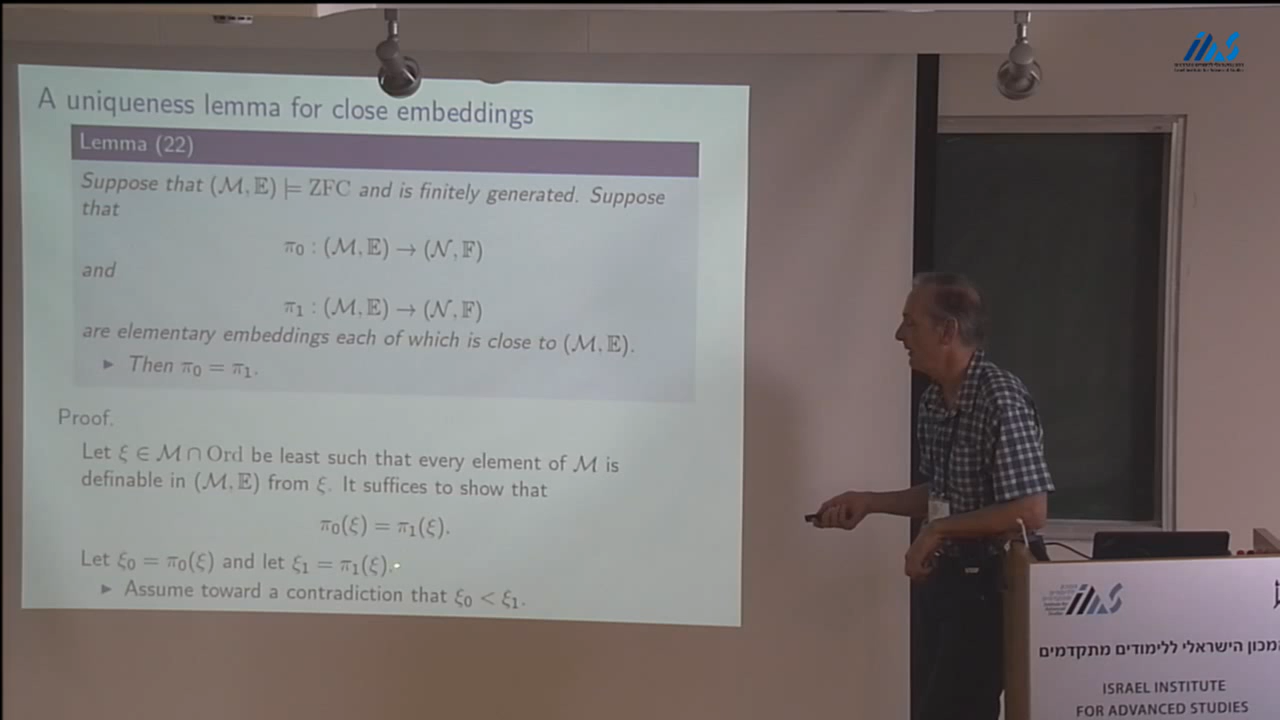 A uniqueness lemma for close embeddings
Lemma (22)
Suppose that (M, 𝔼) ⊨ ZFC and is finitely generated. Suppose
that
π₀ : (M, 𝔼) → (N, 𝔽)
and
π₁ : (M, 𝔼) → (N, 𝔽)
are elementary embeddings each of which is close to (M, 𝔼).
▶ Then π₀ = π₁.
Proof.
Let ξ ∈ M ∩ Ord be least such that every element of M is
definable in (M, 𝔼) from ξ. It suffices to show that
π₀(ξ) = π₁(ξ).
Let ξ₀ = π₀(ξ) and let ξ₁ = π₁(ξ).
▶ Assume toward a contradiction that ξ₀ < ξ₁.
IIAS
IIAS
המכון הישראלי ללימודים מתקדמים
ISRAEL INSTITUTE
FOR ADVANCED STUDIES